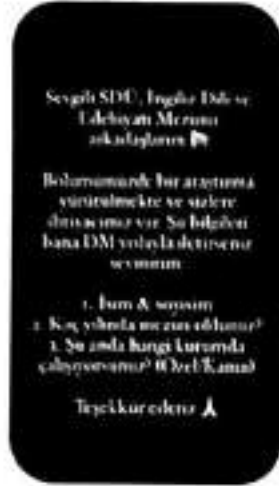 Sevgili SDÜ, İngiliz Dili ve
Edebiyatı Mezunu
arkadaşlarım
Bölümümüzde bir araştırma
yürütülmekte ve sizlere
ihtiyacımız var. Şu bilgileri
bana DM yoluyla iletirseniz
sevinirim
1. İsim & soyisim
2. Kaç yılında mezun oldunuz?
3. Şu anda hangi kurumda
çalışıyorsunuz? (Özel/Kamu)
Teşekkür ederiz